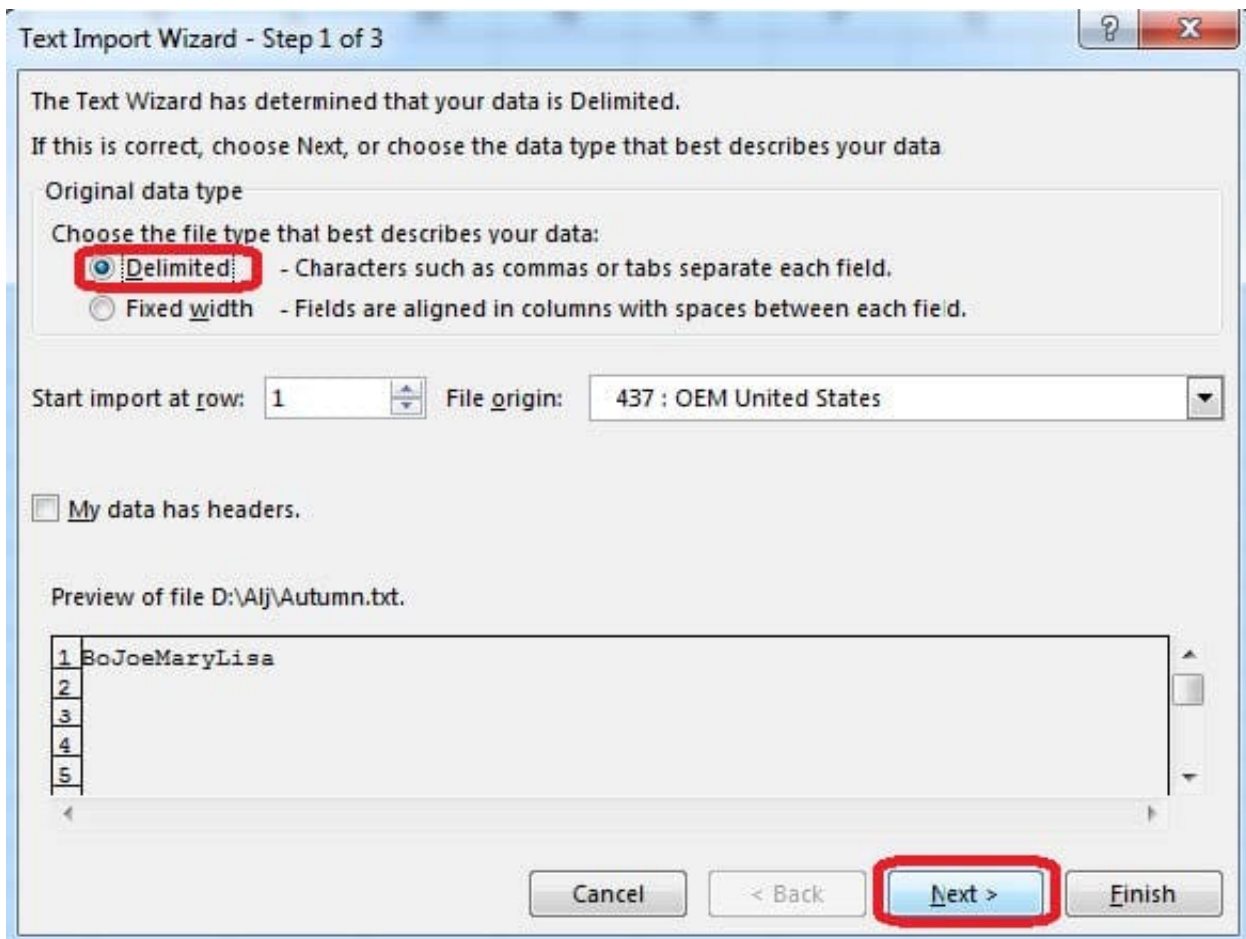 Text Import Wizard - Step 1 of 3
The Text Wizard has determined that your data is Delimited.
If this is correct, choose Next, or choose the data type that best describes your data
Original data type
Choose the file type that best describes your data:
Delimited - Characters such as commas or tabs separate each field.
Fixed width - Fields are aligned in columns with spaces between each field.
Start import at row: 1 File origin: 437 : OEM United States
My data has headers.
Preview of file D:\Alj\Autumn.txt.
1 BoJoeMaryLisa
2
3
4
5
Cancel < Back Next > Finish